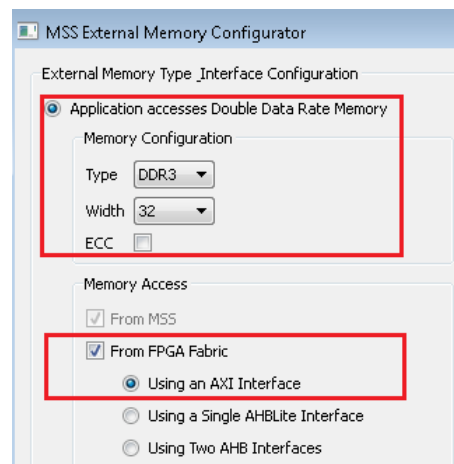 MSS External Memory Configurator
External Memory Type _Interface Configuration
Application accesses Double Data Rate Memory
Memory Configuration
Type DDR3
Width 32
ECC
Memory Access
From MSS
From FPGA Fabric
Using an AXI Interface
Using a Single AHBLite Interface
Using Two AHB Interfaces